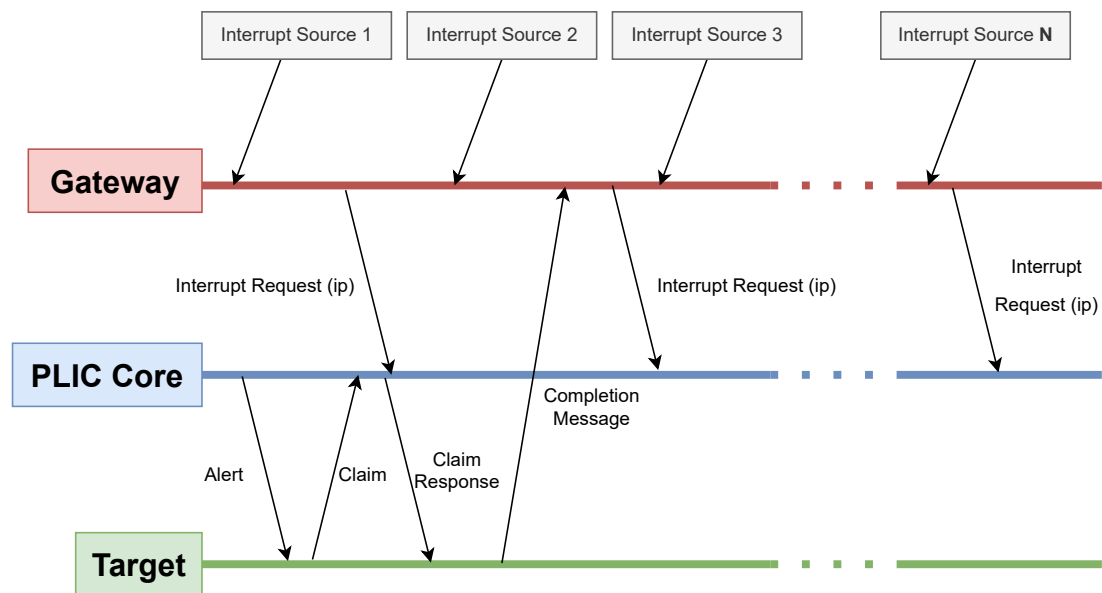 Interrupt Source 1
Interrupt Source 2
Interrupt Source 3
Interrupt Source N
Gateway
Interrupt Request (ip)
Interrupt Request (ip)
Interrupt
Request (ip)
PLIC Core
Completion
Message
Alert
Claim
Claim
Response
Target